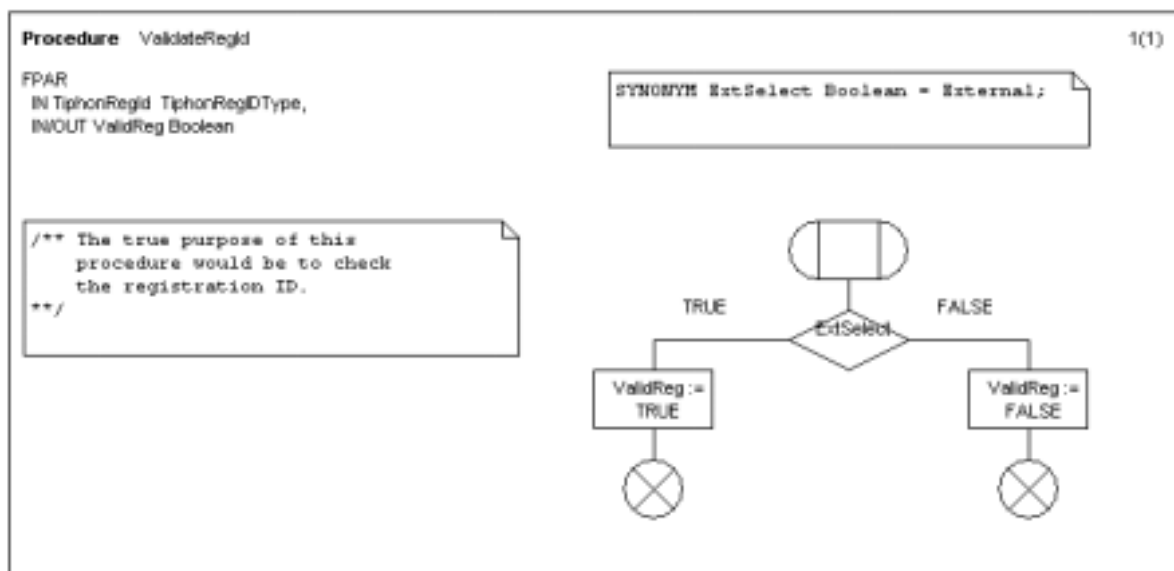 Procedure ValidateRegId
1(1)
FPAR
IN TiphonRegId TiphonRegIDType,
IN/OUT ValidReg Boolean
SYNONYM ExtSelect Boolean = External;
/** The true purpose of this
procedure would be to check
the registration ID.
**/
TRUE
FALSE
ExtSelect
ValidReg :=
TRUE
ValidReg :=
FALSE